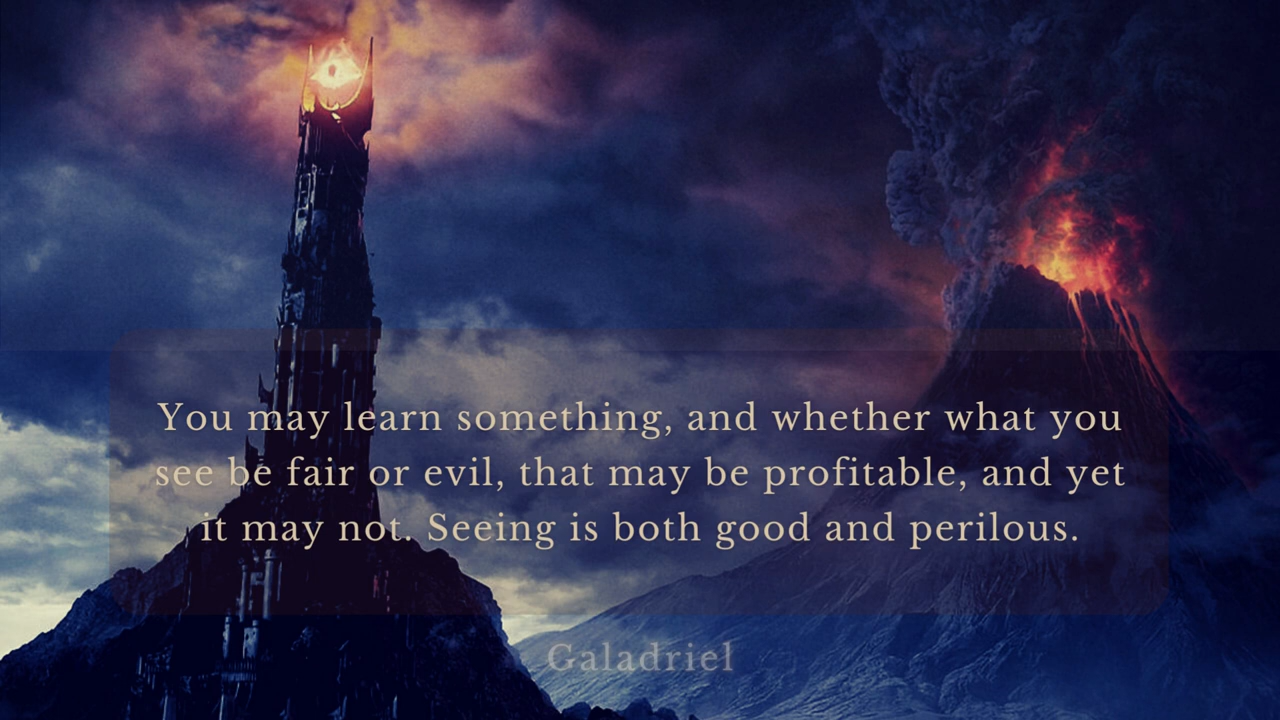 You may learn something, and whether what you
see be fair or evil, that may be profitable, and yet
it may not. Seeing is both good and perilous.
Galadriel